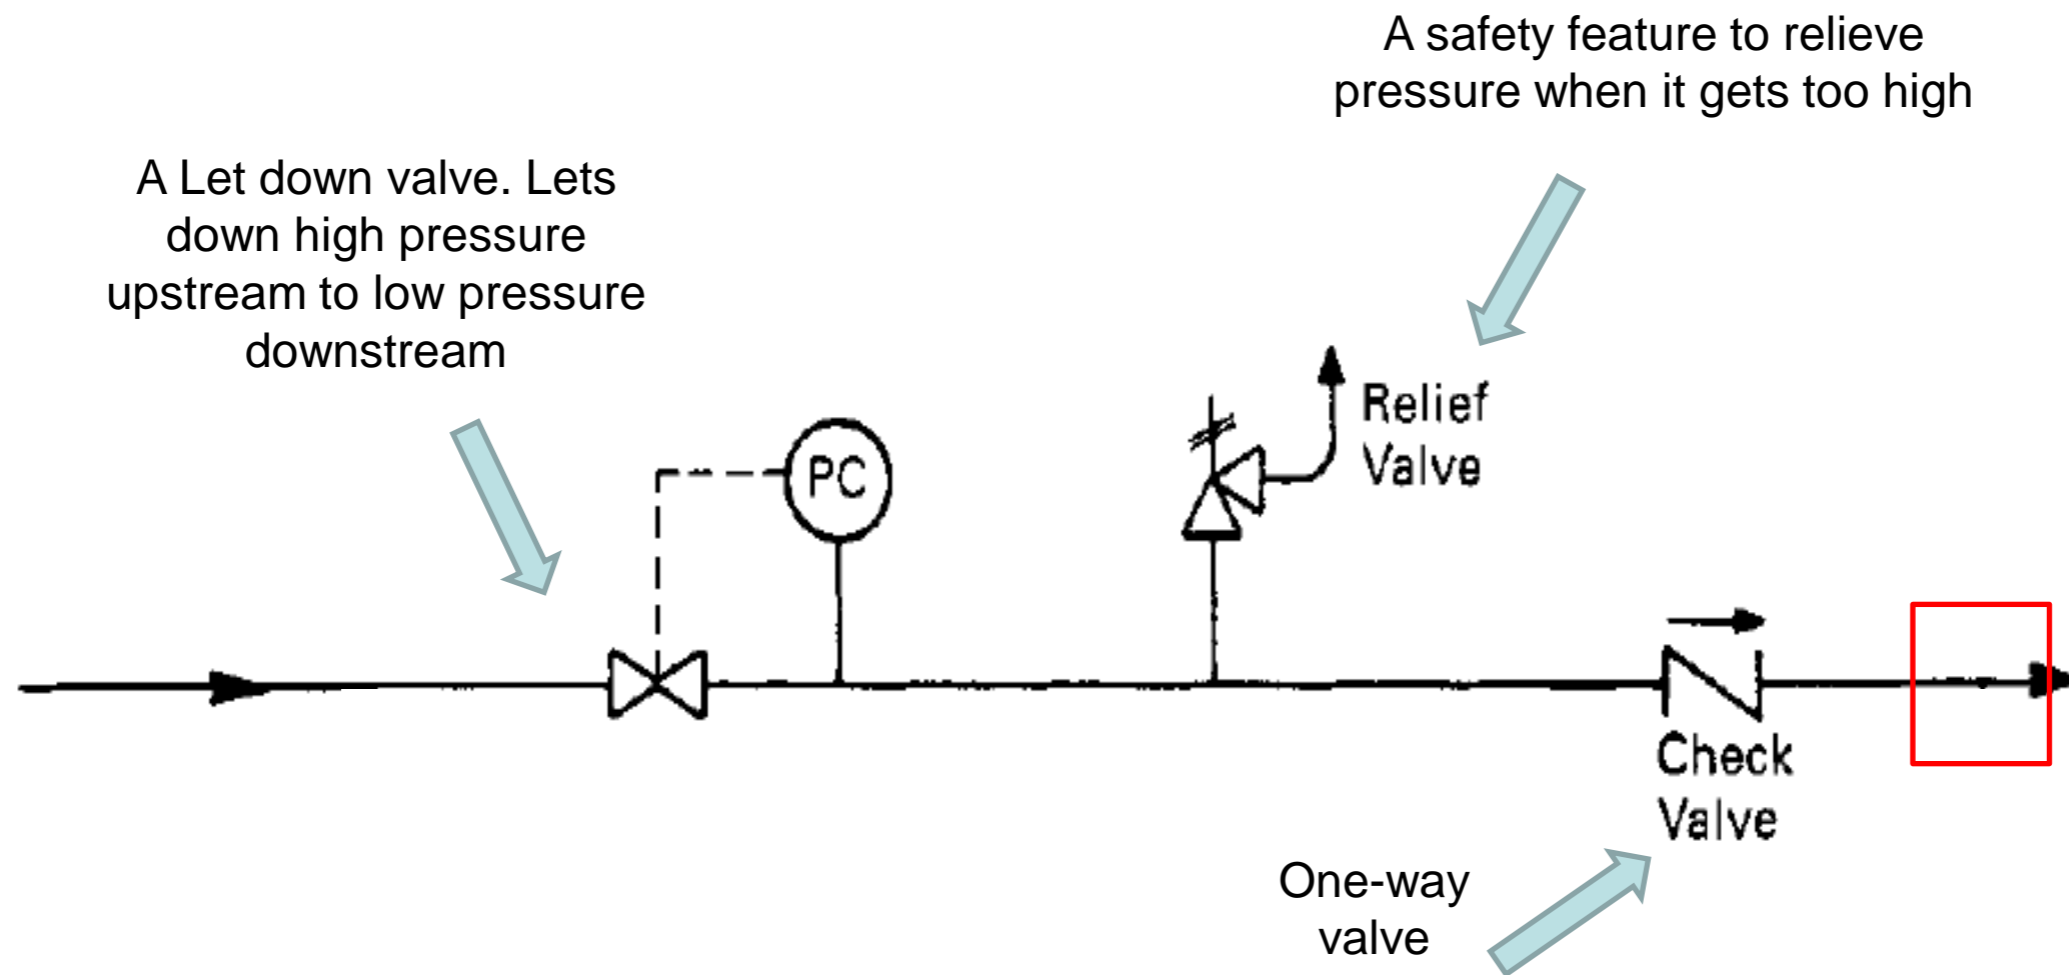 A safety feature to relieve
pressure when it gets too high
A Let down valve. Lets
down high pressure
upstream to low pressure
downstream
Relief
Valve
PC
Check
Valve
One-way
valve